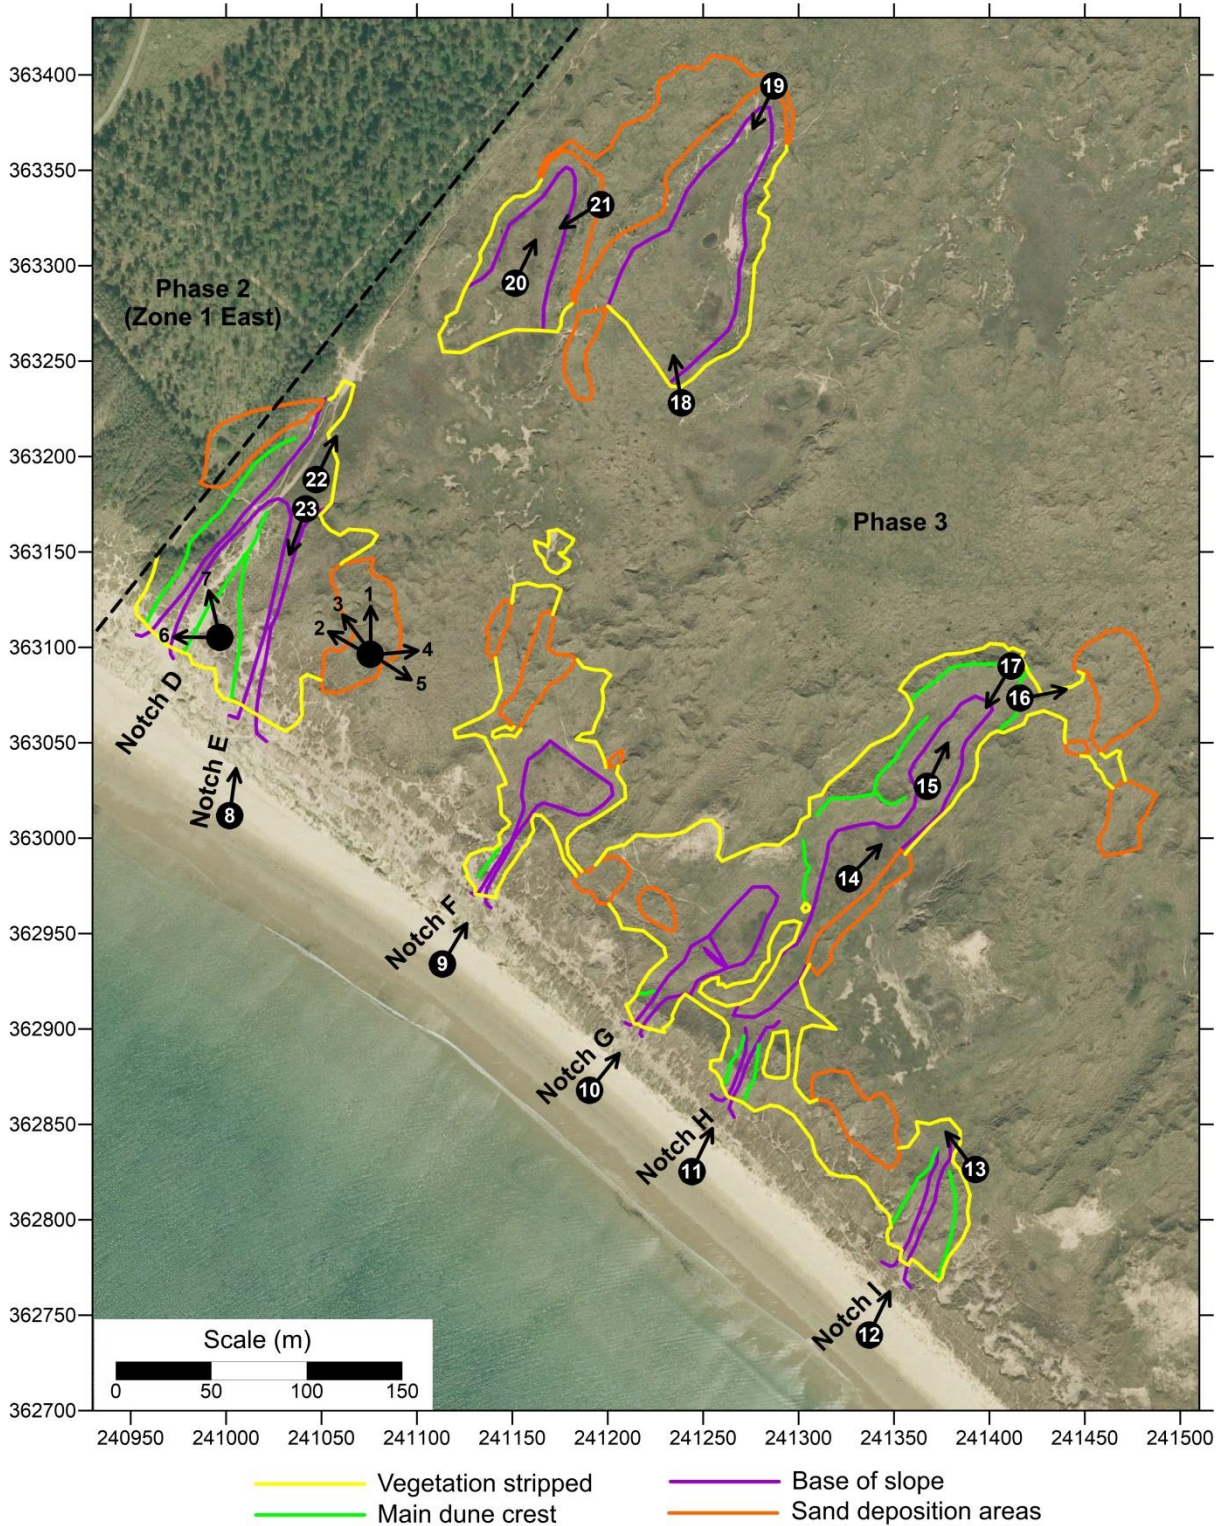 363400
363350
363300
363250
363200
363150
363100
363050
363000
362950
362900
362850
362800
362750
362700
19
21
20
18
Phase 2
(Zone 1 East)
22
23
Phase 3
7
3
1
6
2
4
5
Notch D
Notch E
8
17
16
15
14
Notch F
9
Notch G
10
Notch H
11
13
Notch I
12
Scale (m)
0 50 100 150
240950 241000 241050 241100 241150 241200 241250 241300 241350 241400 241450 241500
Vegetation stripped
Base of slope
Main dune crest
Sand deposition areas